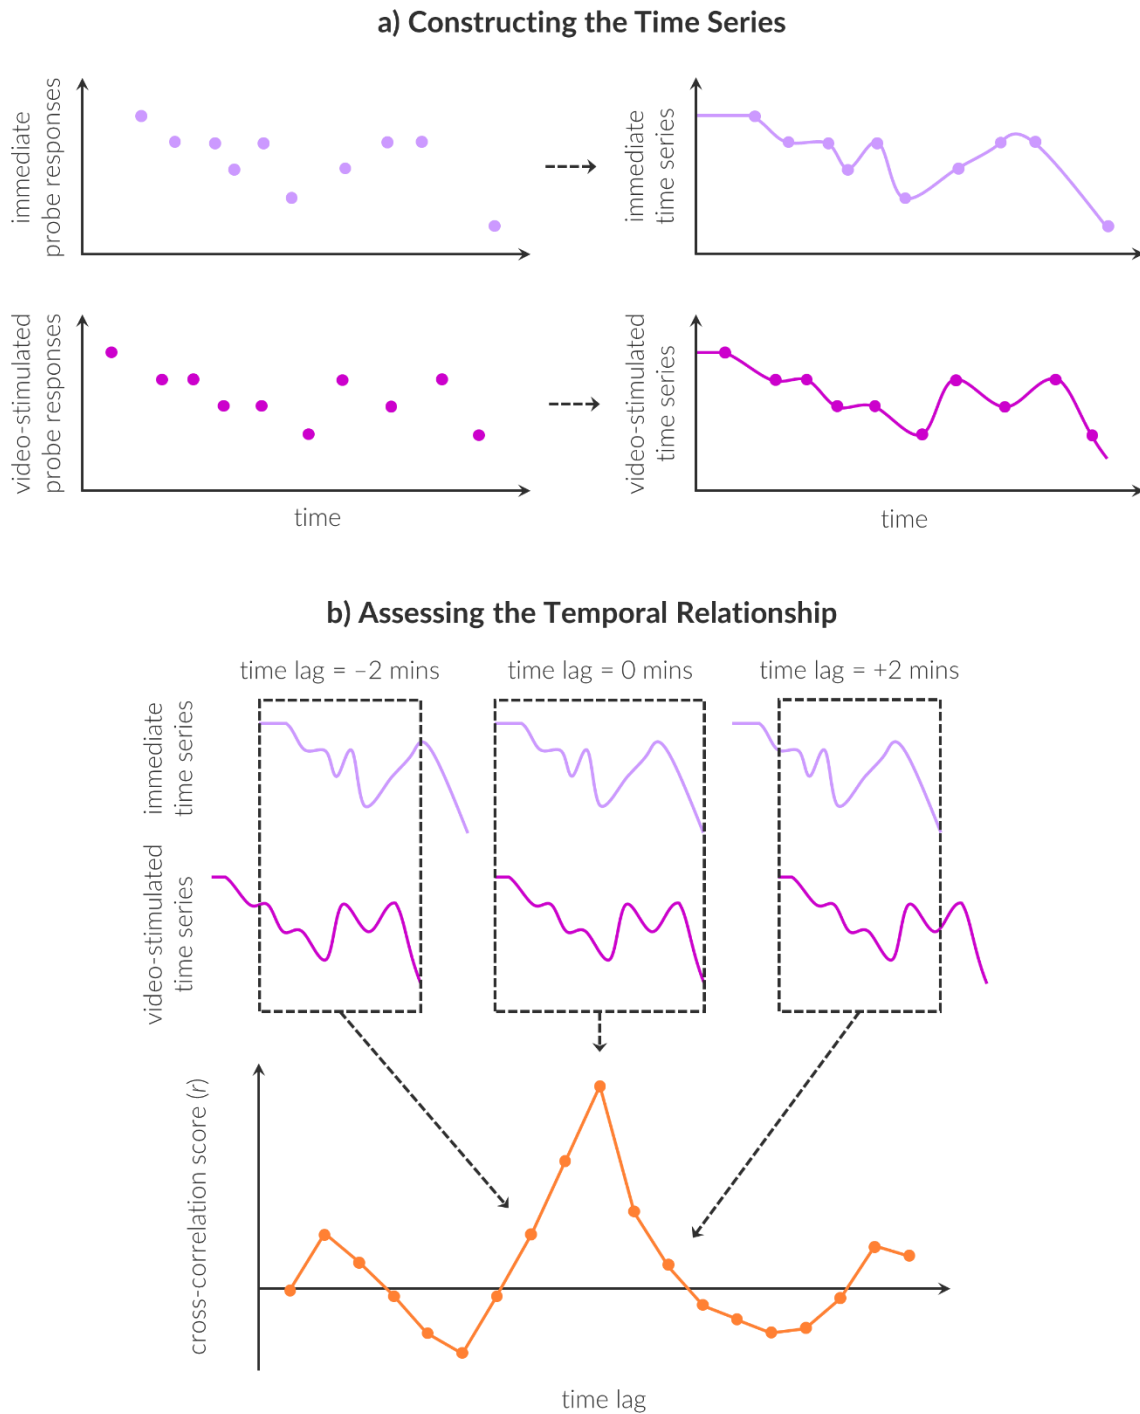 a) Constructing the Time Series
immediate
probe responses
immediate
time series
video-stimulated
probe responses
video-stimulated
time series
time
time
b) Assessing the Temporal Relationship
time lag = –2 mins
time lag = 0 mins
time lag = +2 mins
immediate
time series
video-stimulated
time series
cross-correlation score (r)
time lag